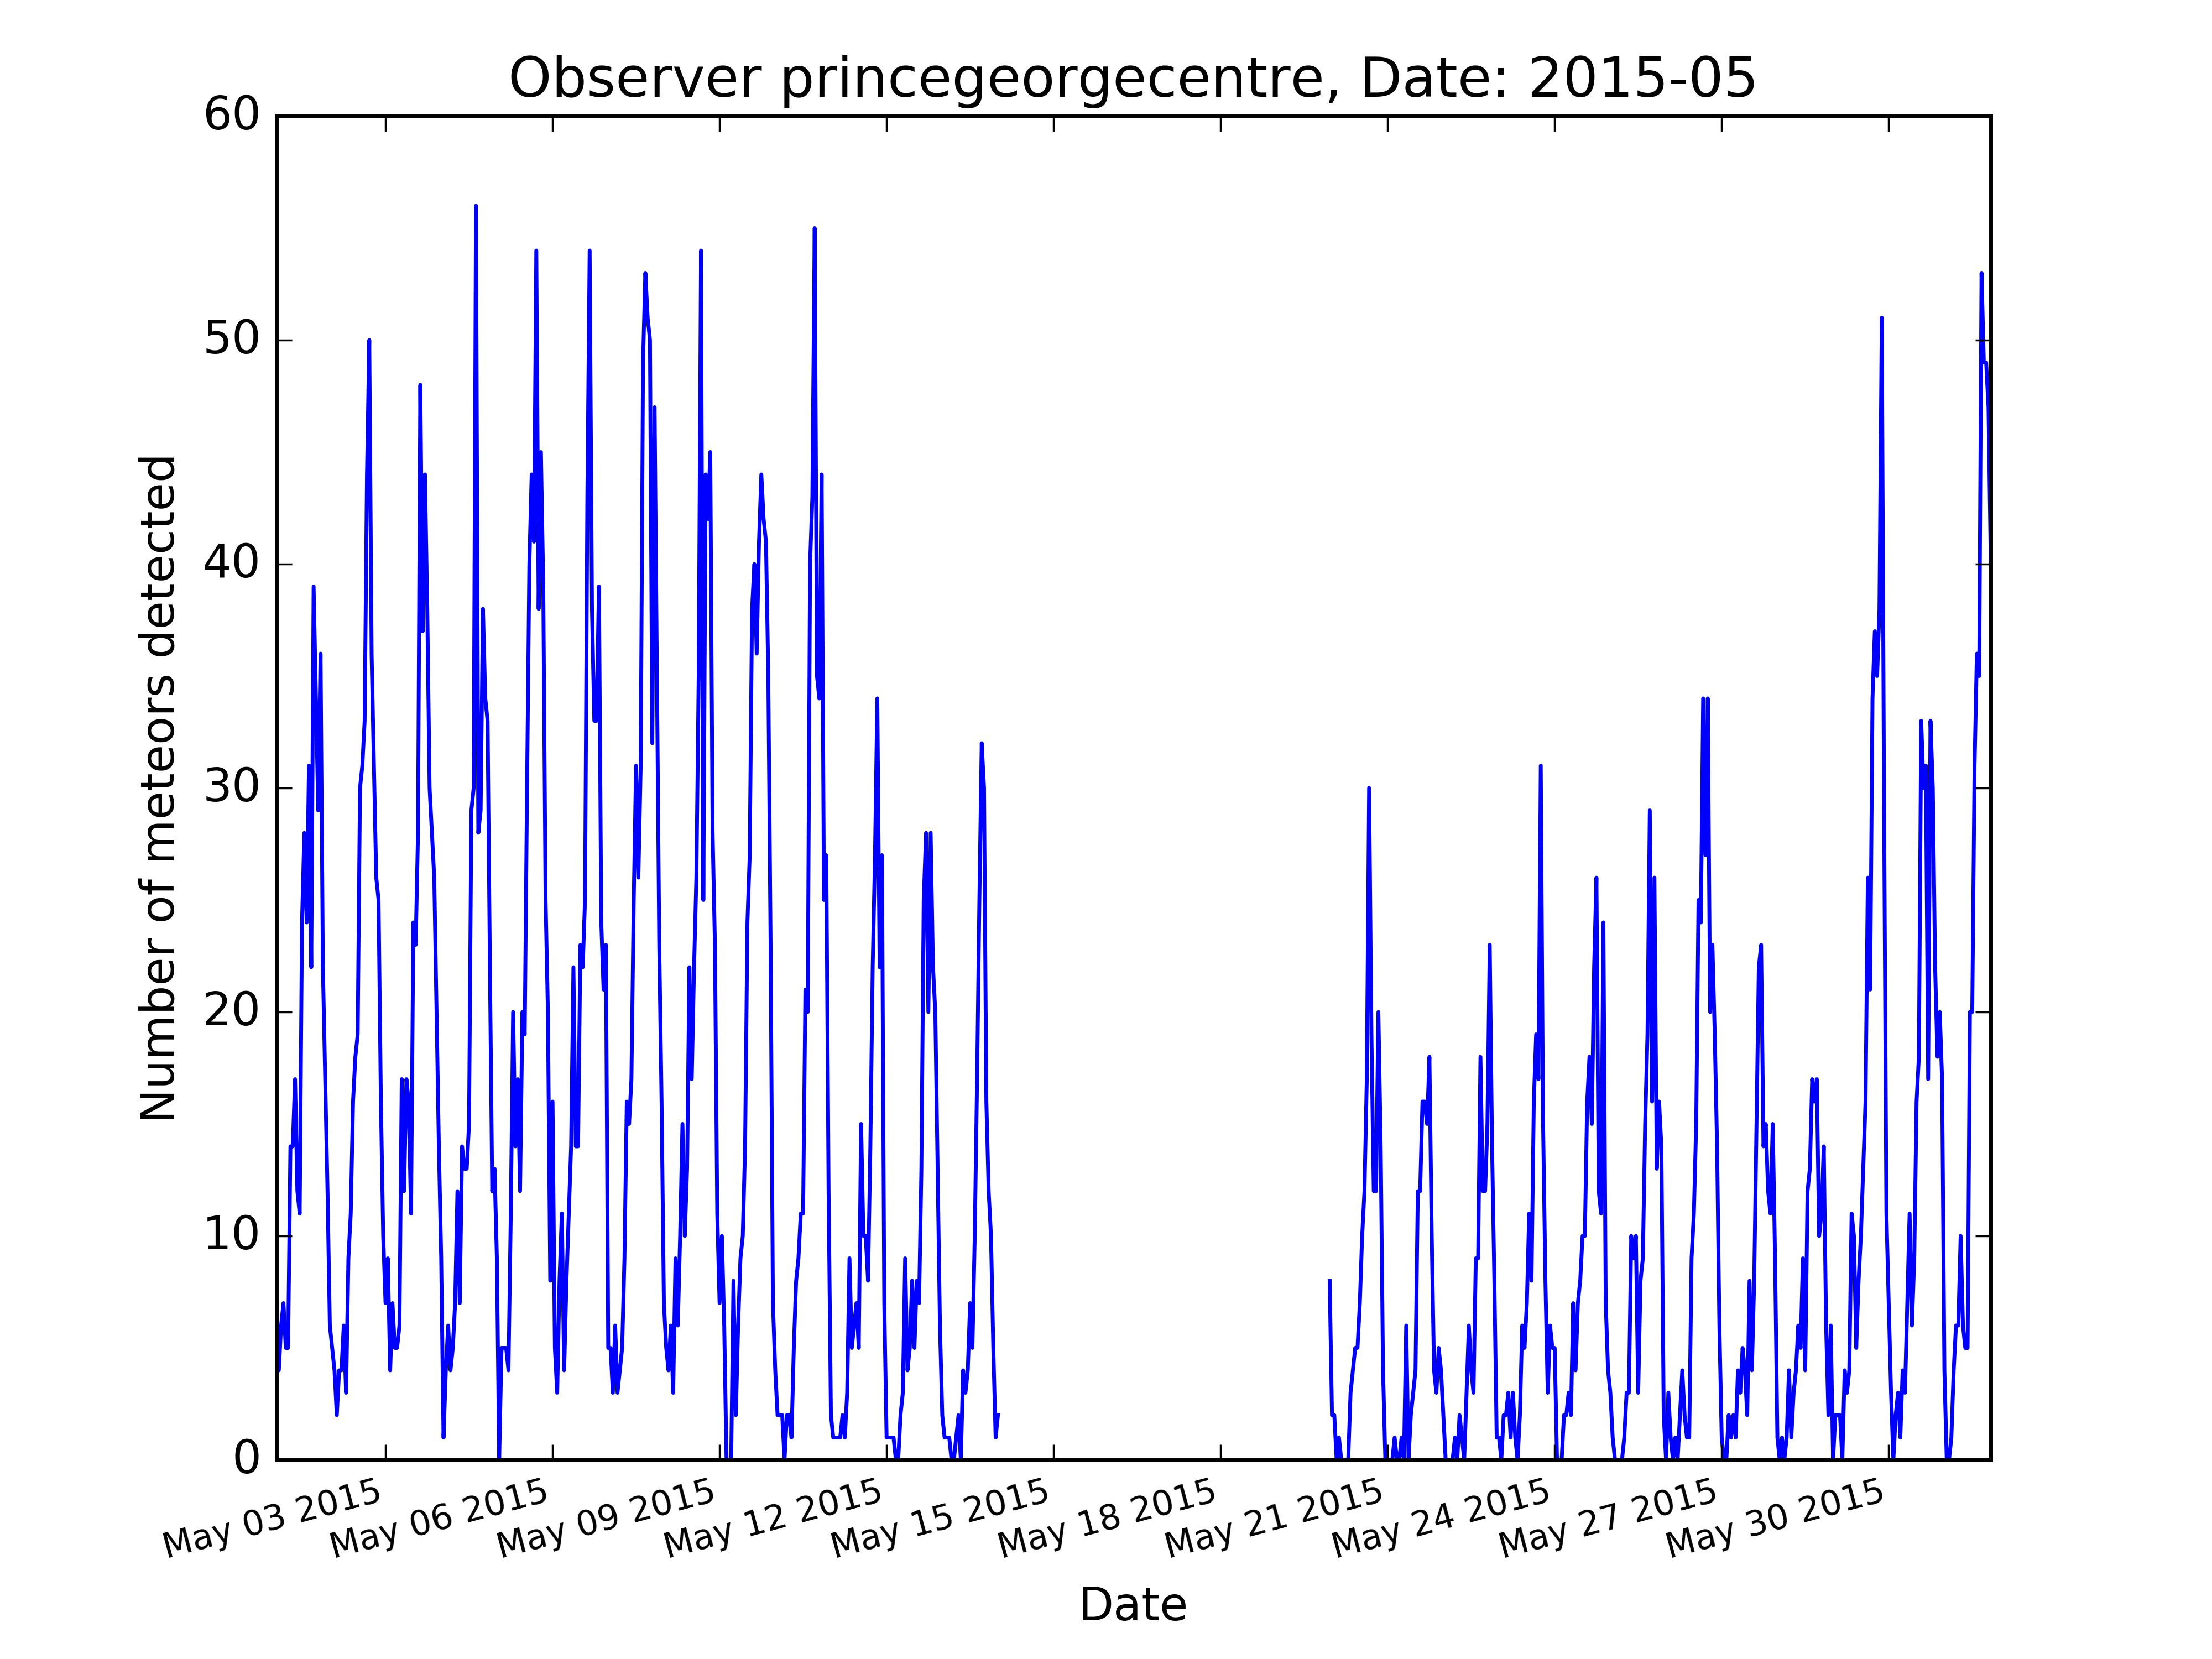 Observer princegeorgecentre, Date: 2015-05
60
50
40
30
20
10
0
Number of meteors detected
May 03 2015
May 06 2015
May 09 2015
May 12 2015
May 15 2015
May 18 2015
May 21 2015
May 24 2015
May 27 2015
May 30 2015
Date